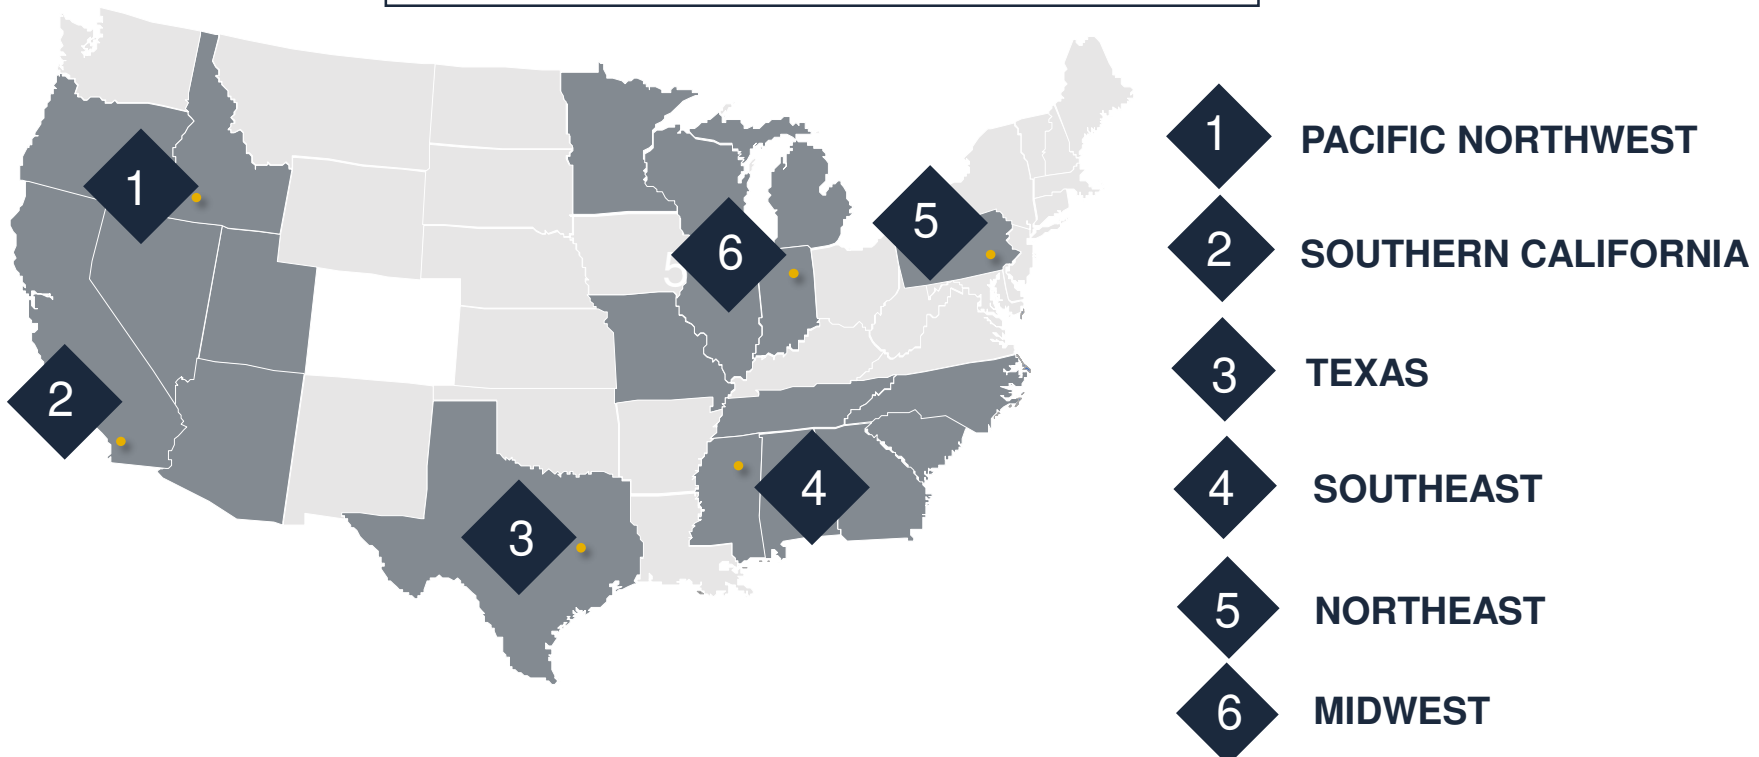 1
2
3
4
5
6
5
1 PACIFIC NORTHWEST
2 SOUTHERN CALIFORNIA
3 TEXAS
4 SOUTHEAST
5 NORTHEAST
6 MIDWEST